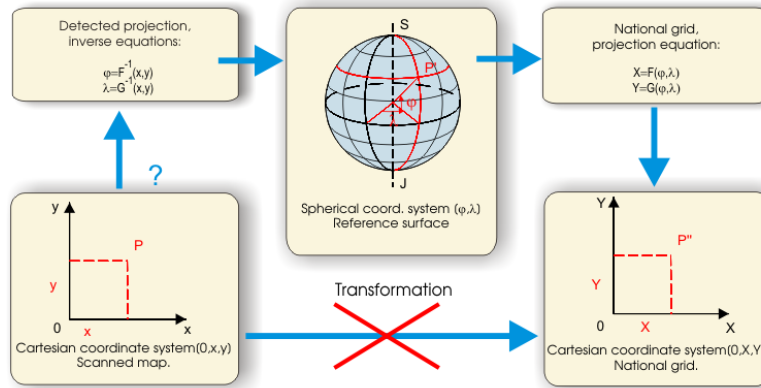 Detected projection,
inverse equations:
φ=F⁻¹(x,y)
λ=G⁻¹(x,y)
S
P'
φ
J
Spherical coord. system [φ,λ]
Reference surface
National grid,
projection equation:
X=F(φ,λ)
Y=G(φ,λ)
?
y
P
y
0
x
x
Cartesian coordinate system(0,x,y)
Scanned map.
Transformation
Y
P"
Y
0
X
X
Cartesian coordinate system(0,X,Y
National grid.